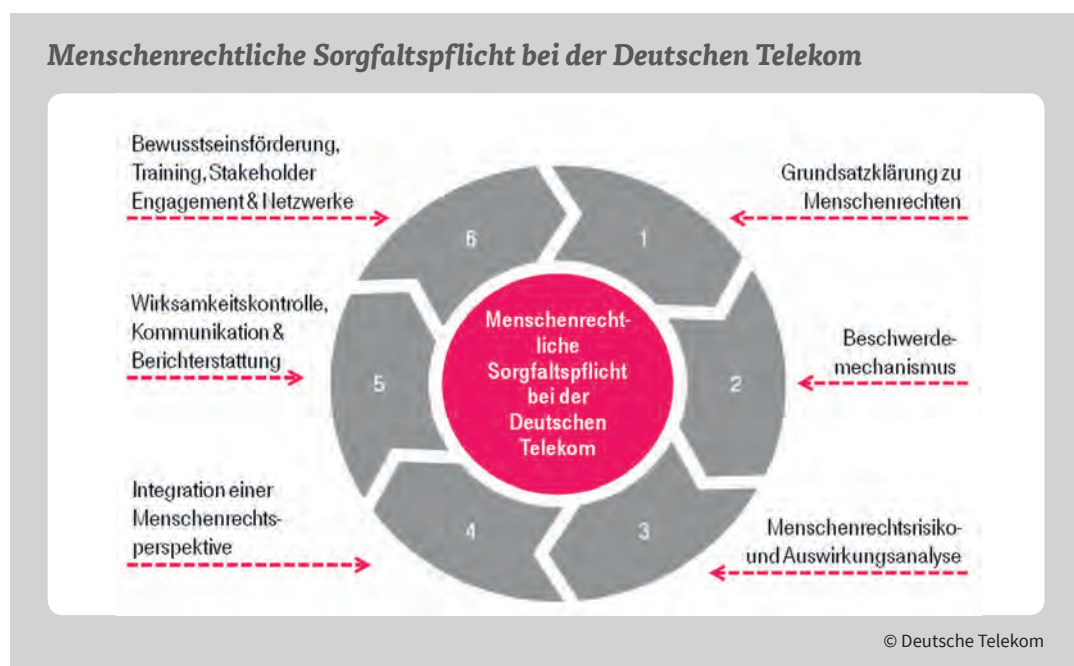 Menschenrechtliche Sorgfaltspflicht bei der Deutschen Telekom
Bewusstseinsförderung,
Training, Stakeholder
Engagement & Netzwerke
Grundsatzklärung zu
Menschenrechten
6
1
Wirksamkeitskontrolle,
Kommunikation &
Berichterstattung
Menschenrecht-
liche
Sorgfaltspflicht
bei der
Deutschen
Telekom
Beschwerde-
mechanismus
5
2
Integration einer
Menschenrechts-
perspektive
4
3
Menschenrechtsrisiko-
und Auswirkungsanalyse
© Deutsche Telekom